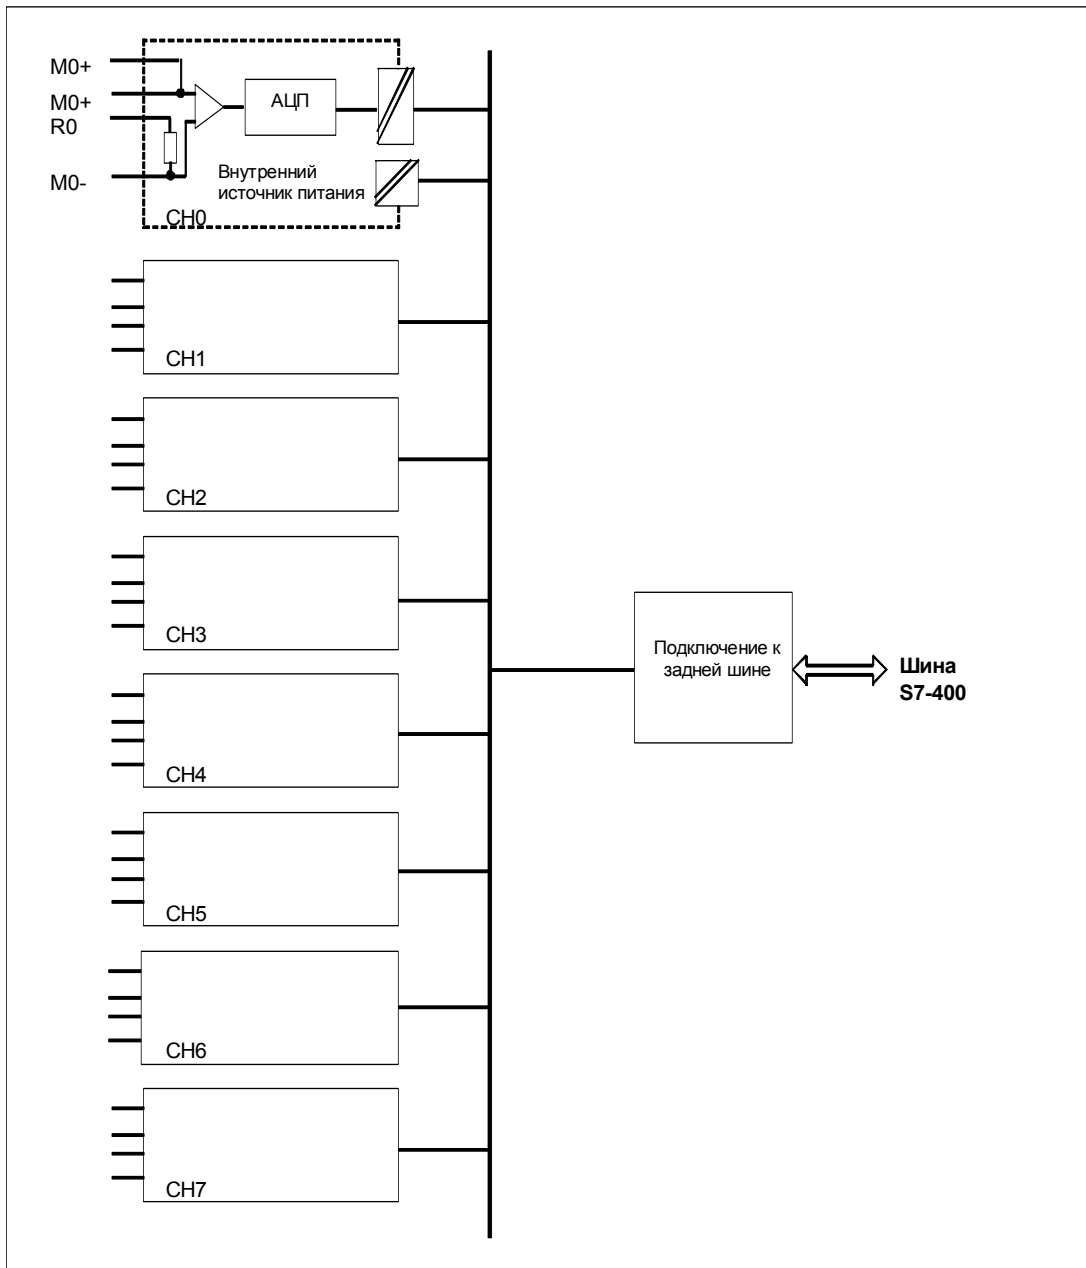 M0+
M0+
R0
M0-
АЦП
Внутренний
источник питания
CH0
CH1
CH2
CH3
CH4
CH5
CH6
CH7
Подключение к
задней шине
Шина
S7-400